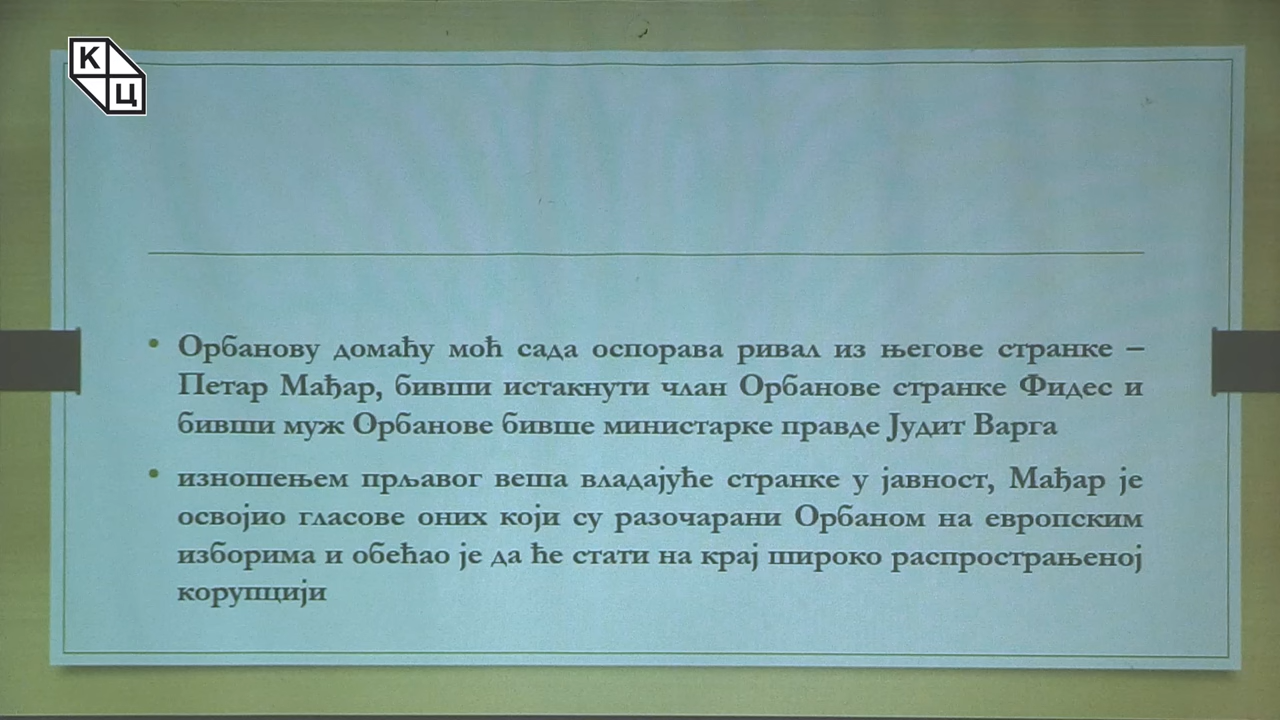 К
Ц
• Орбанову домаћу моћ сада оспорава ривал из његове странке –
Петар Мађар, бивши истакнути члан Орбанове странке Фидес и
бивши муж Орбанове бивше министарке правде Јудит Варга
• изношењем прљавог веша владајуће странке у јавност, Мађар је
освојио гласове оних који су разочарани Орбаном на европским
изборима и обећао је да ће стати на крај широко распрострањеној
корупцији